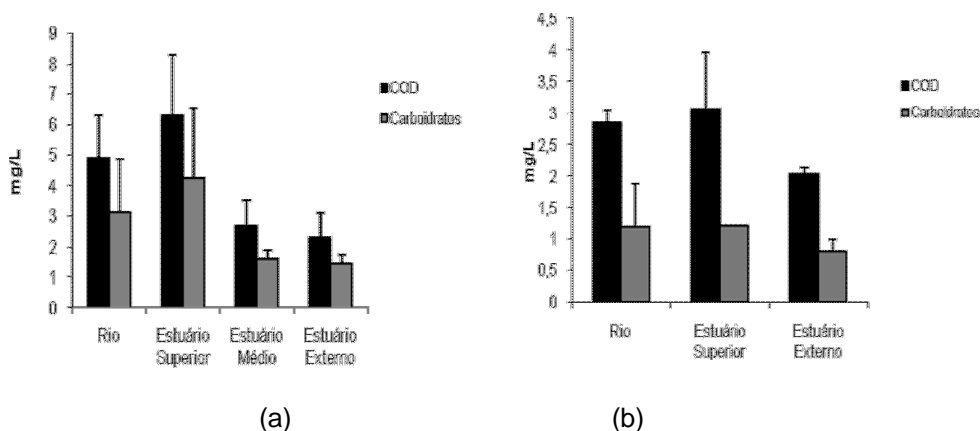 9
8
7
6
5
4
3
2
1
0
mg/L
COD
Carboidratos
Rio
Estuário Superior
Estuário Médio
Estuário Externo
(a)
4,5
4
3,5
3
2,5
2
1,5
1
0,5
0
mg/L
COD
Carboidratos
Rio
Estuário Superior
Estuário Externo
(b)